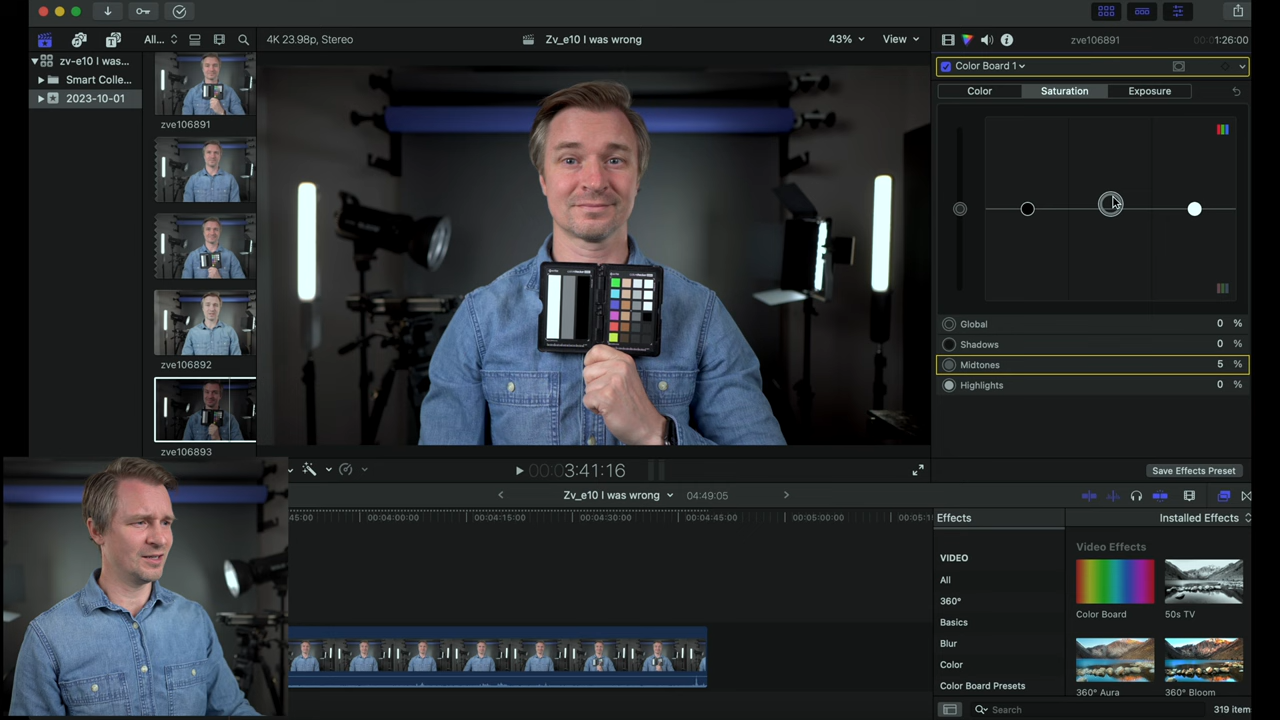 All...
4K 23.98p, Stereo
Zv_e10 I was wrong
43%
View
zve106891
00:01:26:00
zv-e10 I was...
Smart Colle...
2023-10-01
zve106891
zve106892
zve106893
Color Board 1
Color
Saturation
Exposure
Global
0 %
Shadows
0 %
Midtones
5 %
Highlights
0 %
Save Effects Preset
00:03:41:16
Zv_e10 I was wrong
04:49:05
45:00
00:04:00:00
00:04:15:00
00:04:30:00
00:04:45:00
00:05:00:00
00:05:1
Effects
Installed Effects
VIDEO
All
360°
Basics
Blur
Color
Color Board Presets
Video Effects
Color Board
50s TV
360° Aura
360° Bloom
Search
319 item